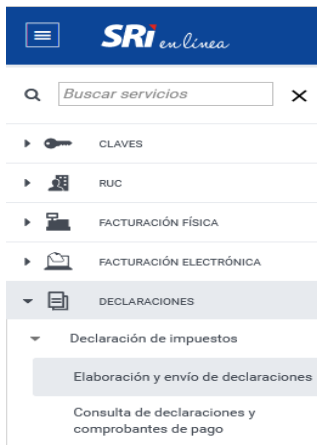 SRi en línea
Buscar servicios
CLAVES
RUC
FACTURACIÓN FÍSICA
FACTURACIÓN ELECTRÓNICA
DECLARACIONES
Declaración de impuestos
Elaboración y envío de declaraciones
Consulta de declaraciones y
comprobantes de pago